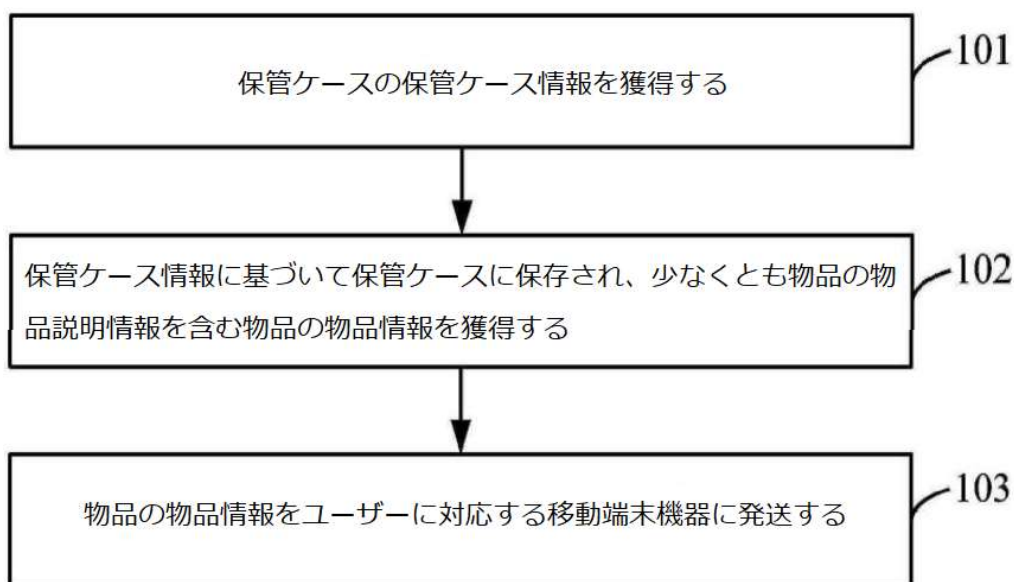 保管ケースの保管ケース情報を獲得する
101
保管ケース情報に基づいて保管ケースに保存され、少なくとも物品の物
品説明情報を含む物品の物品情報を獲得する
102
物品の物品情報をユーザーに対応する移動端末機器に発送する
103